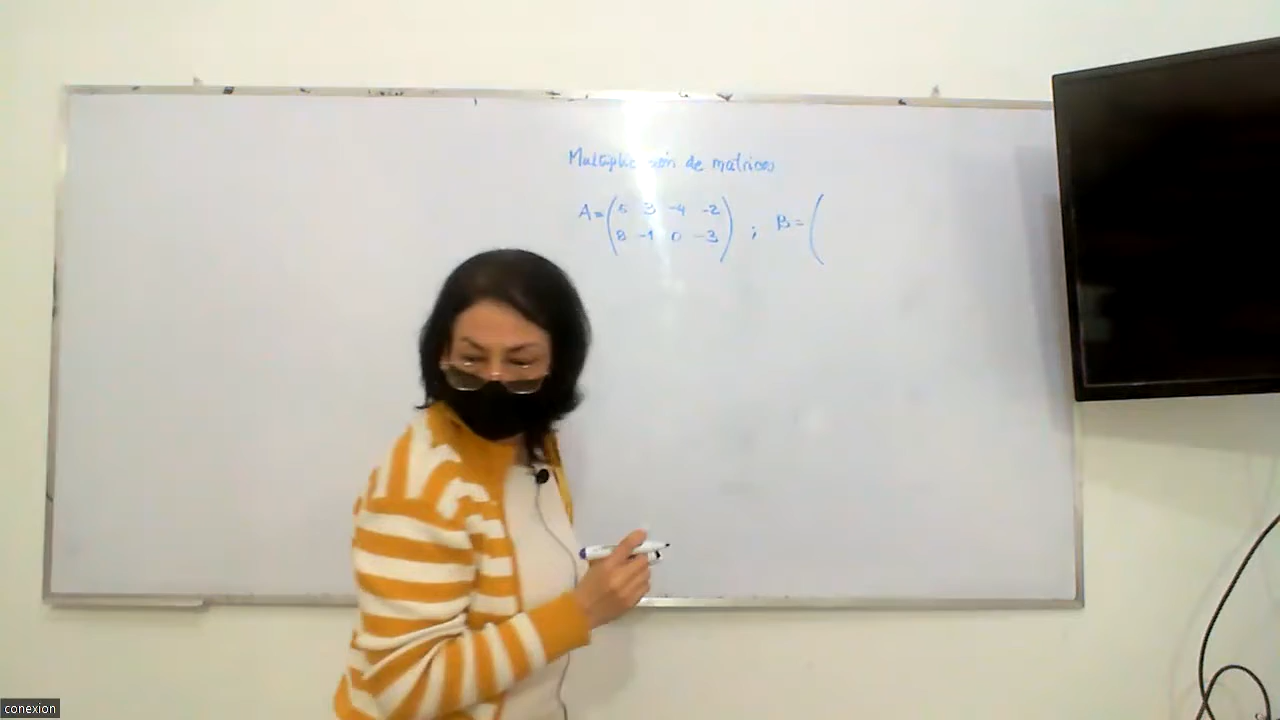 Multiplicación de matrices
A = ( 5 3 -4 -2 ) ; B = (
8 -1 0 -3
conexion